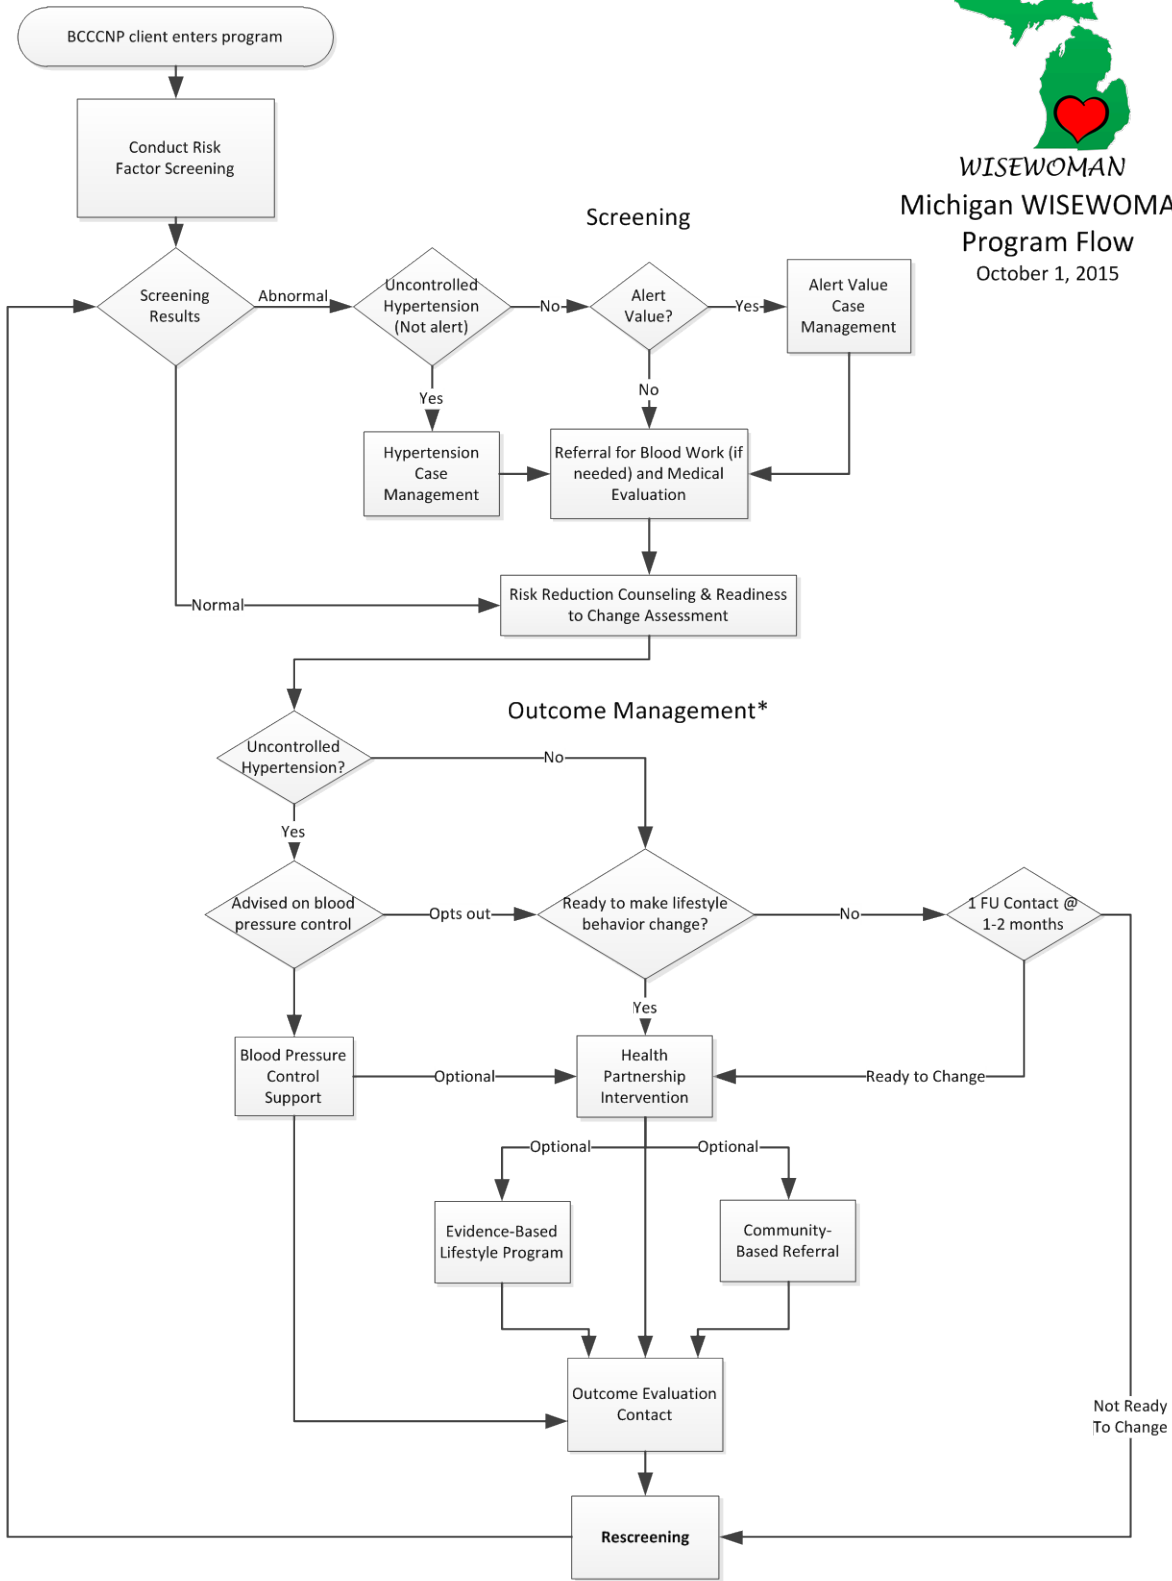 BCCCNP client enters program
Conduct Risk
Factor Screening
WISEWOMAN
Michigan WISEWOMA
Program Flow
October 1, 2015
Screening
Screening
Results
Abnormal
Uncontrolled
Hypertension
(Not alert)
No
Alert
Value?
Yes
Alert Value
Case
Management
Yes
No
Hypertension
Case
Management
Referral for Blood Work (if
needed) and Medical
Evaluation
Normal
Risk Reduction Counseling & Readiness
to Change Assessment
Outcome Management*
Uncontrolled
Hypertension?
No
Yes
Advised on blood
pressure control
Opts out
Ready to make lifestyle
behavior change?
No
1 FU Contact @
1-2 months
Yes
Blood Pressure
Control
Support
Optional
Health
Partnership
Intervention
Ready to Change
Optional
Optional
Evidence-Based
Lifestyle Program
Community-
Based Referral
Outcome Evaluation
Contact
Not Ready
To Change
Rescreening